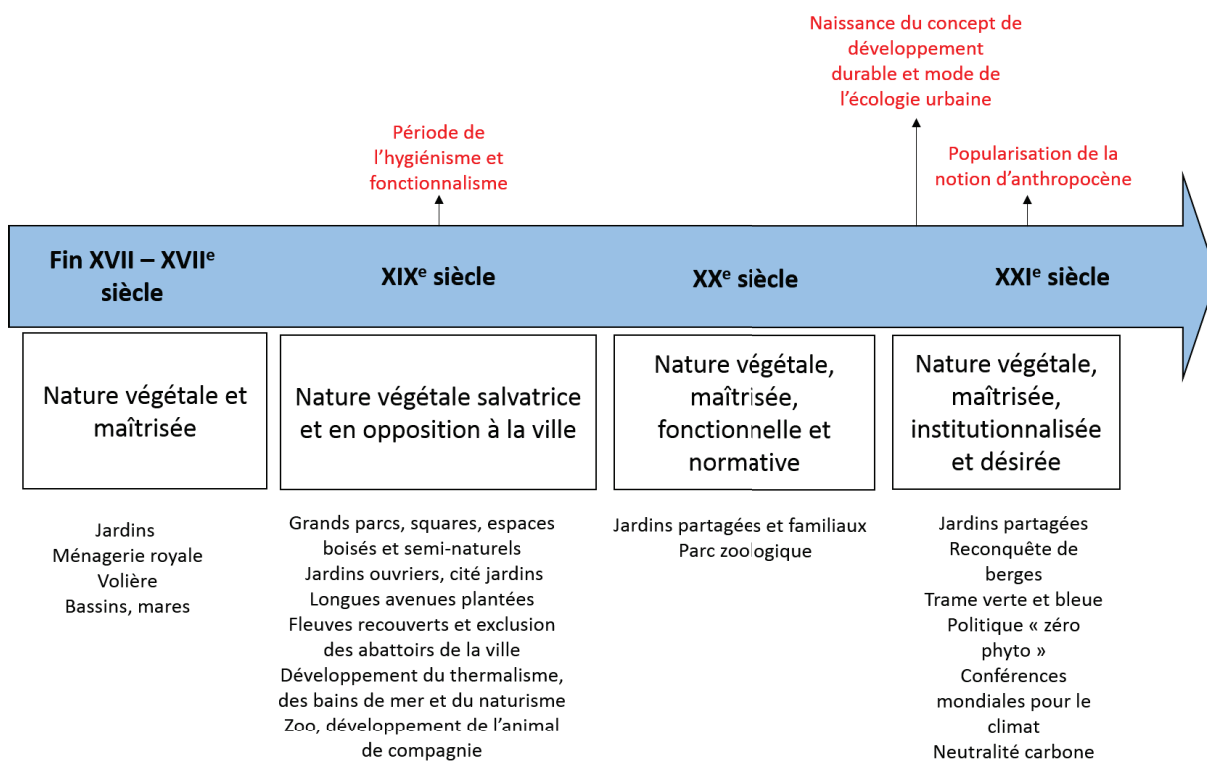 Naissance du concept de
développement
durable et mode de
l'écologie urbaine
Période de
l'hygiénisme et
fonctionnalisme
Popularisation de la
notion d'anthropocène
Fin XVII – XVIIe
siècle
XIXe siècle
XXe siècle
XXIe siècle
Nature végétale et
maîtrisée
Nature végétale salvatrice
et en opposition à la ville
Nature végétale,
maîtrisée,
fonctionnelle et
normative
Nature végétale,
maîtrisée,
institutionnalisée
et désirée
Jardins
Ménagerie royale
Volière
Bassins, mares
Grands parcs, squares, espaces
boisés et semi-naturels
Jardins ouvriers, cité jardins
Longues avenues plantées
Fleuves recouverts et exclusion
des abattoirs de la ville
Développement du thermalisme,
des bains de mer et du naturisme
Zoo, développement de l'animal
de compagnie
Jardins partagées et familiaux
Parc zoologique
Jardins partagées
Reconquête de
berges
Trame verte et bleue
Politique « zéro
phyto »
Conférences
mondiales pour le
climat
Neutralité carbone